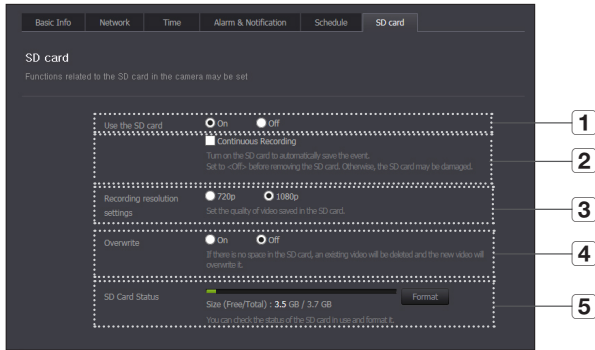 Basic Info Network Time Alarm & Notification Schedule SD card
SD card
Functions related to the SD card in the camera may be set
Use the SD card On Off 1
Continuous Recording
Turn on the SD card to automatically save the event. 2
Set to <Off> before removing the SD card. Otherwise, the SD card may be damaged.
Recording resolution 720p 1080p
settings Set the quality of video saved in the SD card. 3
Overwrite On Off
If there is no space in the SD card, an existing video will be deleted and the new video will 4
overwrite it.
SD Card Status Format
Size (Free/Total) : 3.5 GB / 3.7 GB 5
You can check the status of the SD card in use and format it.